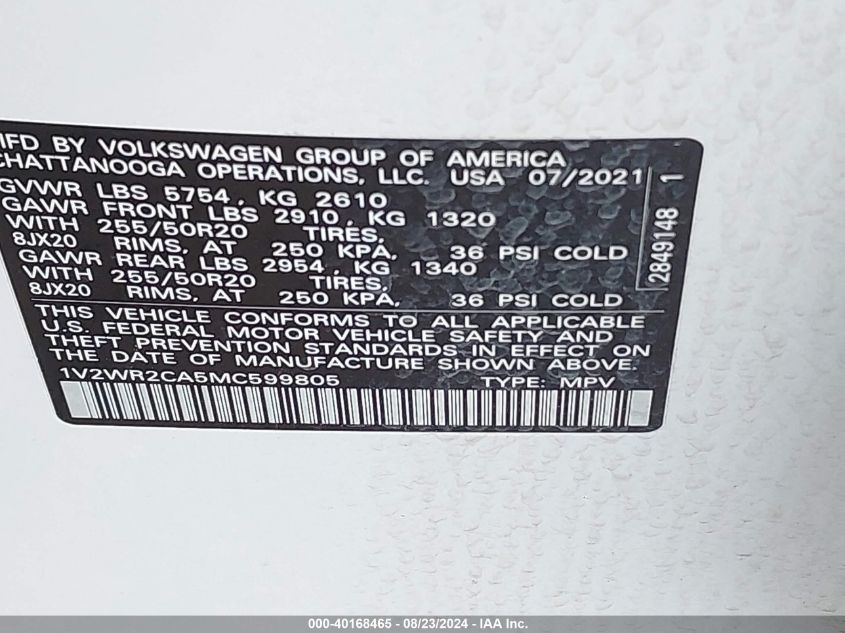 MFD BY VOLKSWAGEN GROUP OF AMERICA
CHATTANOOGA OPERATIONS, LLC. USA 07/2021
GVWR LBS 5754, KG 2610
GAWR FRONT LBS 2910, KG 1320
WITH 255/50R20 TIRES,
8JX20 RIMS, AT 250 KPA, 36 PSI COLD
GAWR REAR LBS 2954, KG 1340
WITH 255/50R20 TIRES,
8JX20 RIMS, AT 250 KPA, 36 PSI COLD
THIS VEHICLE CONFORMS TO ALL APPLICABLE
U.S. FEDERAL MOTOR VEHICLE SAFETY AND
THEFT PREVENTION STANDARDS IN EFFECT ON
THE DATE OF MANUFACTURE SHOWN ABOVE.
1V2WR2CA5MC599805 TYPE: MPV
2849148 1
000-40168465 - 08/23/2024 - IAA Inc.